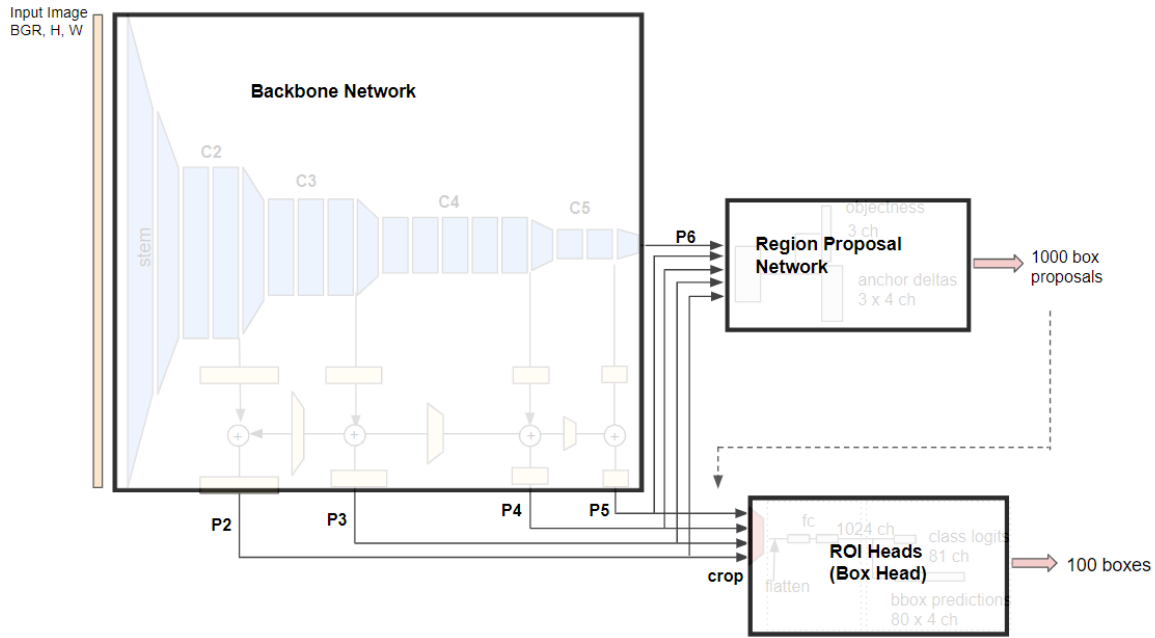 Input Image
BGR, H, W
Backbone Network
C2
C3
C4
C5
stem
P6
objectness
3 ch
Region Proposal
Network
anchor deltas
3 x 4 ch
1000 box
proposals
+
+
+
+
P2
P3
P4
P5
crop
fc
1024 ch
class logits
81 ch
ROI Heads
(Box Head)
flatten
bbox predictions
80 x 4 ch
100 boxes